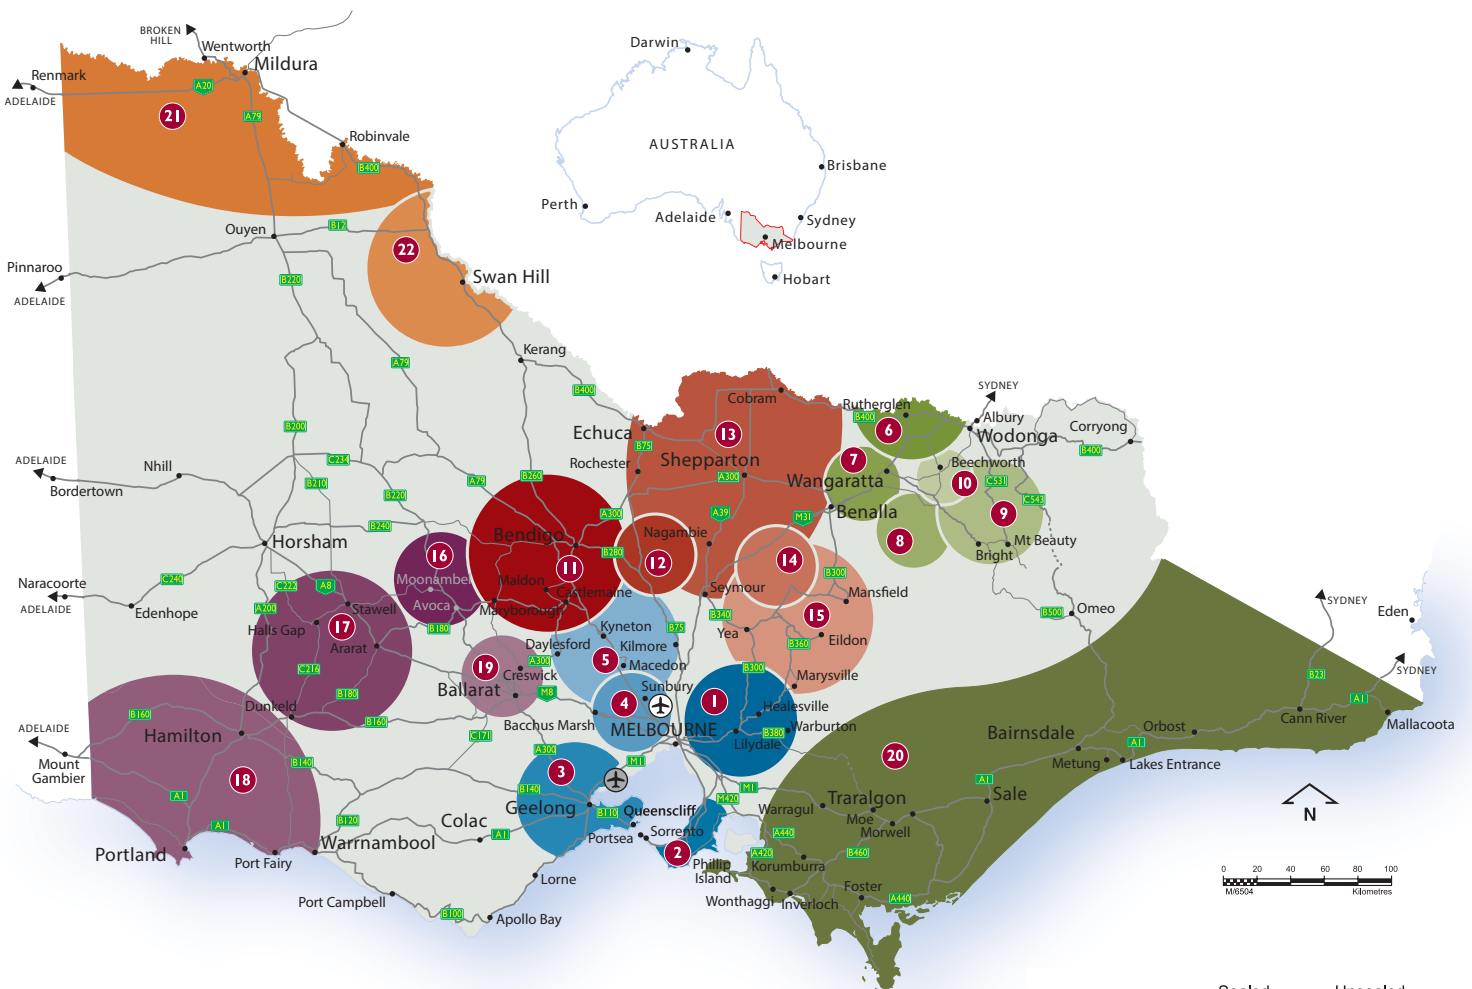 BROKEN
HILL
Wentworth
Mildura
Renmark
ADELAIDE
A20
21
A79
Robinvale
B400
Darwin
AUSTRALIA
Brisbane
Perth
Adelaide
Sydney
Melbourne
Hobart
Ouyen
B12
22
Pinnaroo
ADELAIDE
B220
Swan Hill
Kerang
A79
B400
Cobram
Rutherglen
B400
SYDNEY
Albury
Wodonga
Corryong
B400
B200
Echuca
B75
13
6
Rochester
Shepparton
A300
7
Wangaratta
Beechworth
10
C531
C543
ADELAIDE
Bordertown
Nhill
C234
B210
B220
A79
B260
A300
A39
M31
Benalla
9
B240
Horsham
Bendigo
B280
Nagambie
12
14
8
Mt Beauty
Bright
16
Moonambel
Avoca
11
Maldon
Castlemaine
Maryborough
Seymour
B300
Mansfield
Naracoorte
ADELAIDE
C240
Edenhope
C222
A8
A200
Stawell
Halls Gap
17
Ararat
B180
B340
15
Yea
B360
Eildon
B500
Omeo
SYDNEY
Eden
Kyneton
Kilmore
B75
Daylesford
5
Macedon
A300
19
Creswick
Ballarat
M8
C216
B180
B160
Dunkeld
B300
Marysville
SYDNEY
B23
A1
Cann River
Mallacoota
Sunbury
4
1
Healesville
Warburton
Bacchus Marsh
MELBOURNE
Lilydale
B380
B160
Hamilton
ADELAIDE
Mount
Gambier
C171
A300
B140
18
3
M1
B140
Geelong
B110
Queenscliff
M1
M420
20
Bairnsdale
Metung
A1
Lakes Entrance
Orbost
A1
Sale
A1
A1
B120
Colac
A1
Portsea
Sorrento
2
Phillip
Island
Warragul
Traralgon
Moe
Morwell
A440
A420
Korumburra
B460
Portland
Port Fairy
Warrnambool
Lorne
Port Campbell
B100
Apollo Bay
Wonthaggi
Inverloch
Foster
A440
N
0 20 40 60 80 100
M/6504
Kilometres
Sealed
Unsealed